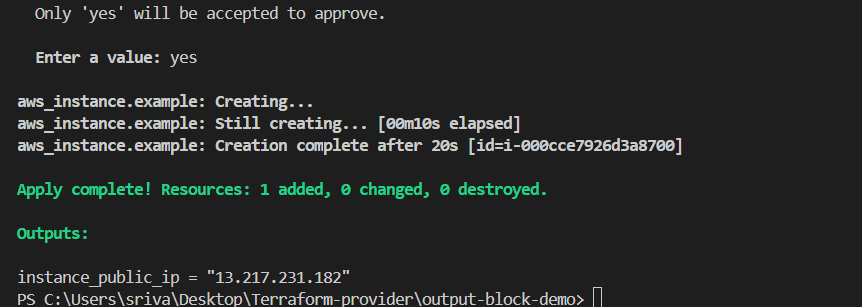 Only 'yes' will be accepted to approve.
Enter a value: yes
aws_instance.example: Creating...
aws_instance.example: Still creating... [00m10s elapsed]
aws_instance.example: Creation complete after 20s [id=i-000cce7926d3a8700]
Apply complete! Resources: 1 added, 0 changed, 0 destroyed.
Outputs:
instance_public_ip = "13.217.231.182"
PS C:\Users\sriva\Desktop\Terraform-provider\output-block-demo>